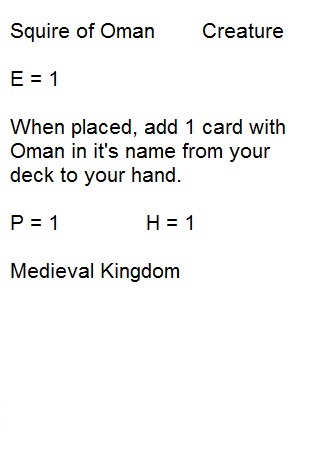 Squire of Oman Creature
E = 1
When placed, add 1 card with
Oman in it's name from your
deck to your hand.
P = 1 H = 1
Medieval Kingdom